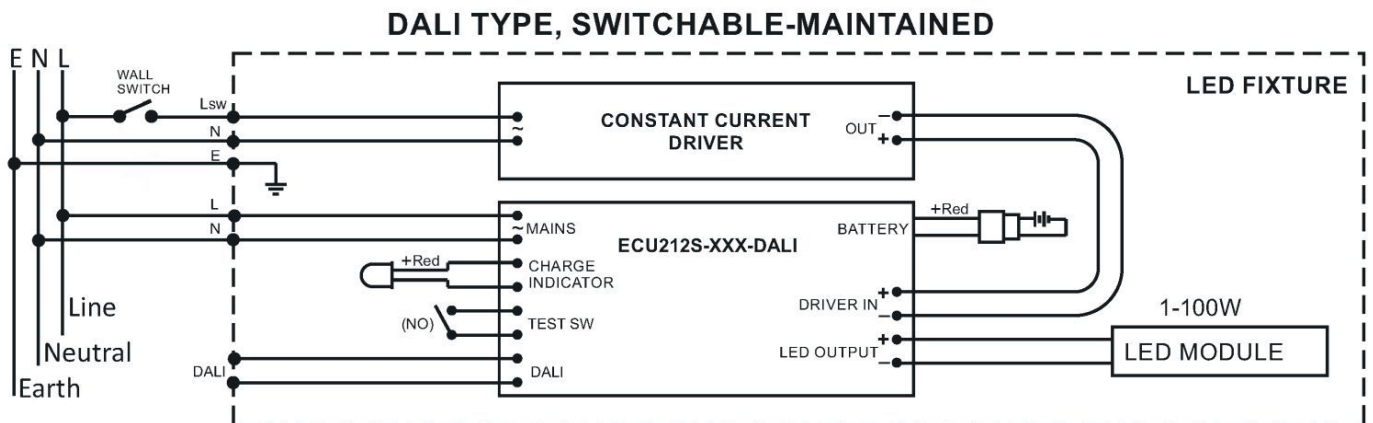 DALI TYPE, SWITCHABLE-MAINTAINED
E N L
WALL
SWITCH
LED FIXTURE
Lsw
N
E
~
CONSTANT CURRENT
DRIVER
OUT
−
+
L
N
~MAINS
ECU212S-XXX-DALI
BATTERY
+Red
+Red
CHARGE
INDICATOR
DRIVER IN
+
−
(NO)
TEST SW
LED OUTPUT
+
−
1-100W
LED MODULE
DALI
DALI
Line
Neutral
Earth